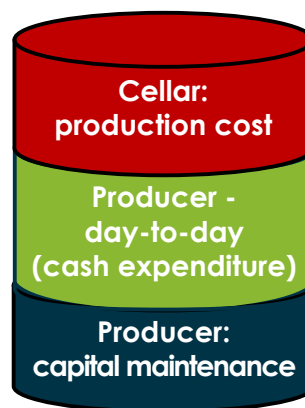 Cellar:
production cost
Producer -
day-to-day
(cash expenditure)
Producer:
capital maintenance